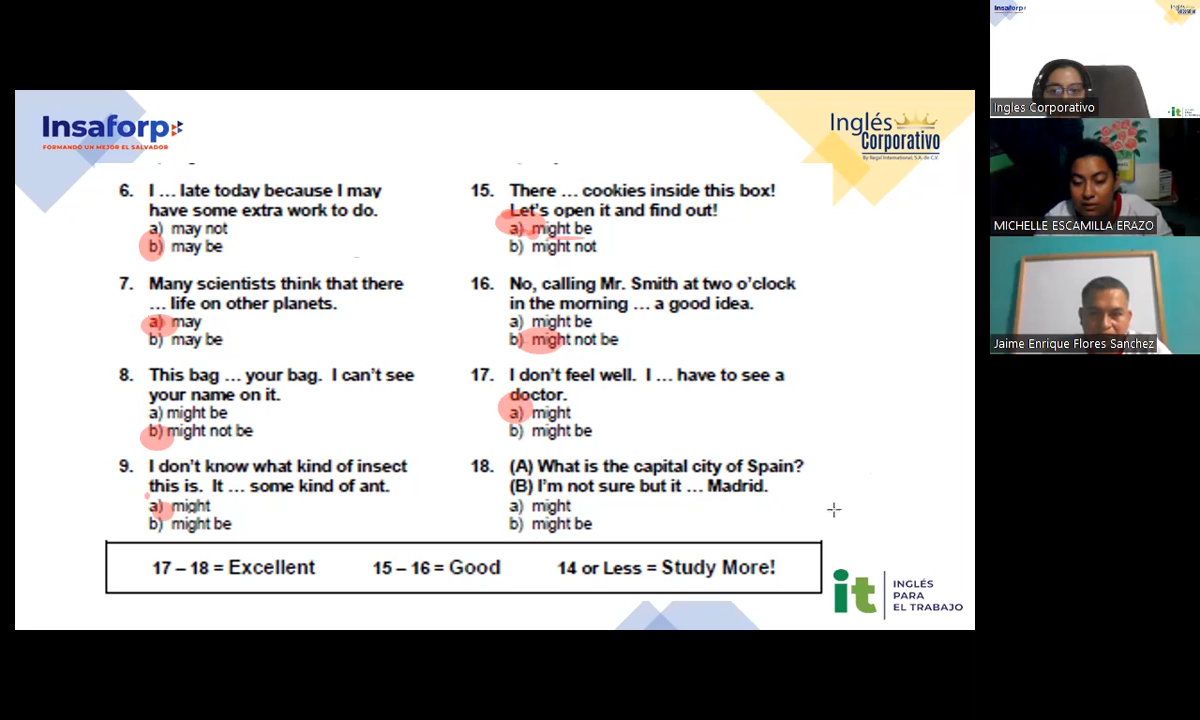 Insaforp
FORMANDO UN MEJOR EL SALVADOR
Inglés
Corporativo
By Regal International, S.A. de C.V.
6. I ... late today because I may
have some extra work to do.
a) may not
b) may be
7. Many scientists think that there
... life on other planets.
a) may
b) may be
8. This bag ... your bag. I can't see
your name on it.
a) might be
b) might not be
9. I don't know what kind of insect
this is. It ... some kind of ant.
a) might
b) might be
15. There ... cookies inside this box!
Let's open it and find out!
a) might be
b) might not
16. No, calling Mr. Smith at two o'clock
in the morning ... a good idea.
a) might be
b) might not be
17. I don't feel well. I ... have to see a
doctor.
a) might
b) might be
18. (A) What is the capital city of Spain?
(B) I'm not sure but it ... Madrid.
a) might
b) might be
17 – 18 = Excellent 15 – 16 = Good 14 or Less = Study More!
it
INGLÉS
PARA
EL TRABAJO
Insaforp
Inglés
Corporativo
it
Ingles Corporativo
MICHELLE ESCAMILLA ERAZO
Jaime Enrique Flores Sanchez